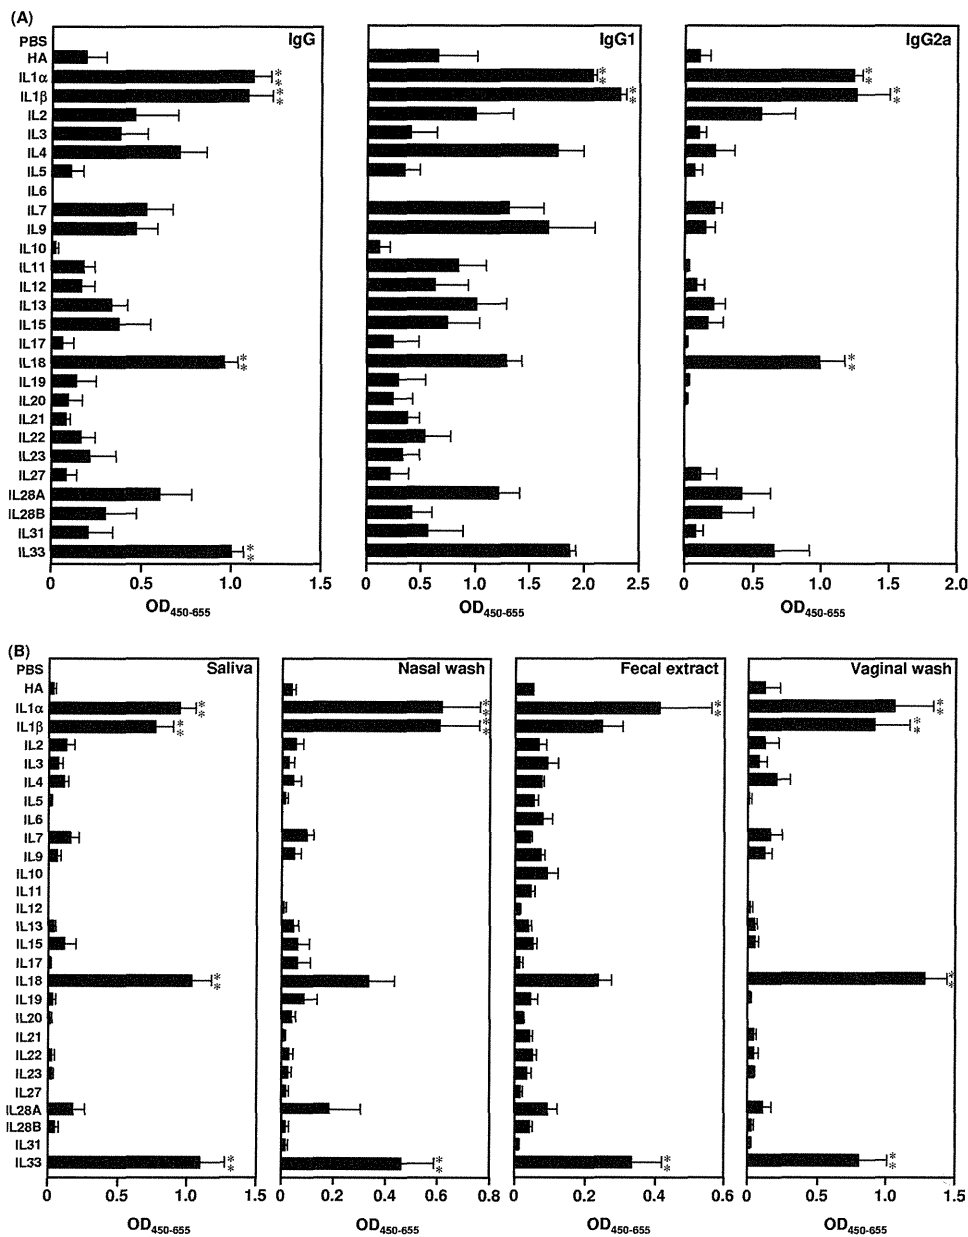 (A)
IgG
IgG1
IgG2a
PBS
HA
IL1α
IL1β
IL2
IL3
IL4
IL5
IL6
IL7
IL9
IL10
IL11
IL12
IL13
IL15
IL17
IL18
IL19
IL20
IL21
IL22
IL23
IL27
IL28A
IL28B
IL31
IL33
** ** ** **
** ** **
** ** **
0 0.5 1.0 1.5
0 0.5 1.0 1.5 2.0 2.5
0 0.5 1.0 1.5 2.0
OD450-655
OD450-655
OD450-655
(B)
Saliva
Nasal wash
Fecal extract
Vaginal wash
PBS
HA
IL1α
IL1β
IL2
IL3
IL4
IL5
IL6
IL7
IL9
IL10
IL11
IL12
IL13
IL15
IL17
IL18
IL19
IL20
IL21
IL22
IL23
IL27
IL28A
IL28B
IL31
IL33
0 0.5 1.0 1.5
0 0.2 0.4 0.6 0.8
0 0.2 0.4 0.6
0 0.5 1.0 1.5
OD450-655
OD450-655
OD450-655
OD450-655